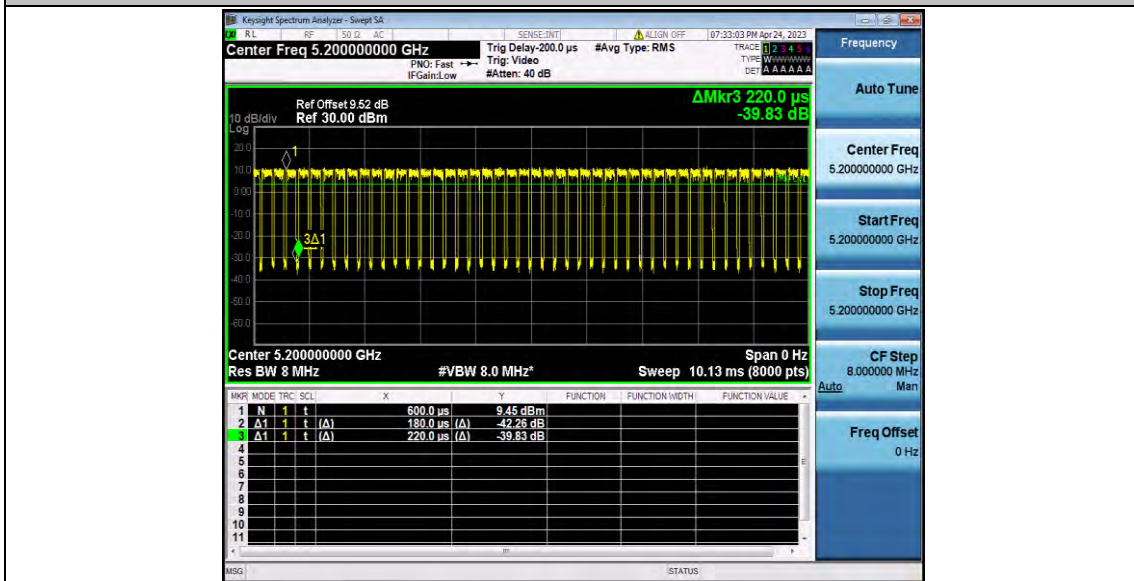 Keysight Spectrum Analyzer - Swept SA
RL RF 50 Ω AC SENSE:INT ALIGN OFF 07:33:03 PM Apr 24, 2023
Center Freq 5.200000000 GHz
PNO: Fast
IFGain:Low
Trig Delay-200.0 µs
Trig: Video
#Atten: 40 dB
#Avg Type: RMS
TRACE 1 2 3 4 5 6
TYPE W
DET A A A A A A
Ref Offset 9.52 dB
10 dB/div Ref 30.00 dBm
Log
ΔMkr3 220.0 µs
-39.83 dB
20.0
10.0
0.00
-10.0
-20.0
-30.0
-40.0
-50.0
-60.0
1
3Δ1
Center 5.200000000 GHz Span 0 Hz
Res BW 8 MHz #VBW 8.0 MHz* Sweep 10.13 ms (8000 pts)
MKR MODE TRC SCL X Y FUNCTION FUNCTION WIDTH FUNCTION VALUE
1 N 1 t 600.0 µs 9.45 dBm
2 Δ1 1 t (Δ) 180.0 µs (Δ) -42.26 dB
3 Δ1 1 t (Δ) 220.0 µs (Δ) -39.83 dB
4
5
6
7
8
9
10
11
MSG STATUS
Frequency
Auto Tune
Center Freq
5.200000000 GHz
Start Freq
5.200000000 GHz
Stop Freq
5.200000000 GHz
CF Step
8.000000 MHz
Auto Man
Freq Offset
0 Hz